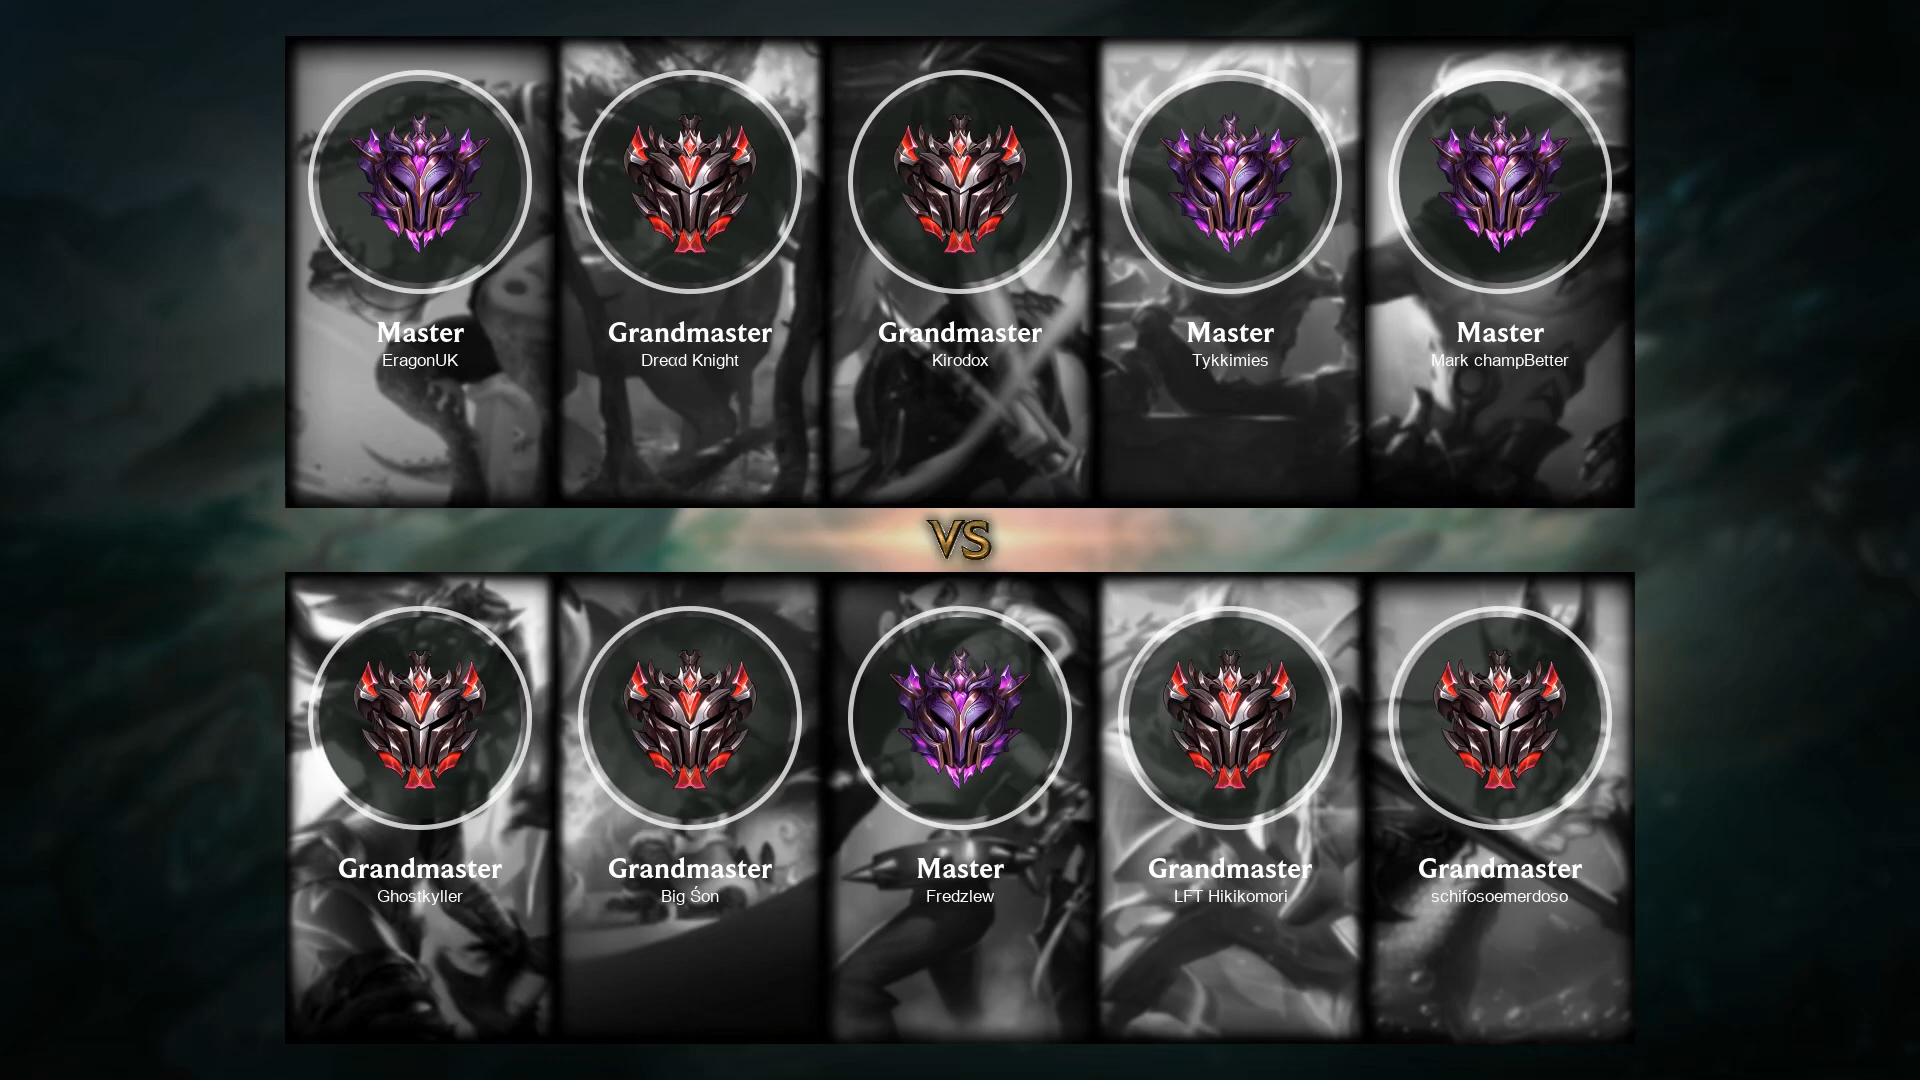 Master
EragonUK
Grandmaster
Dreαd Knight
Grandmaster
Kirodox
Master
Tykkimies
Master
Mark champBetter
VS
Grandmaster
Ghostkyller
Grandmaster
Big Śon
Master
Fredzlew
Grandmaster
LFT Hikikomori
Grandmaster
schifosoemerdoso